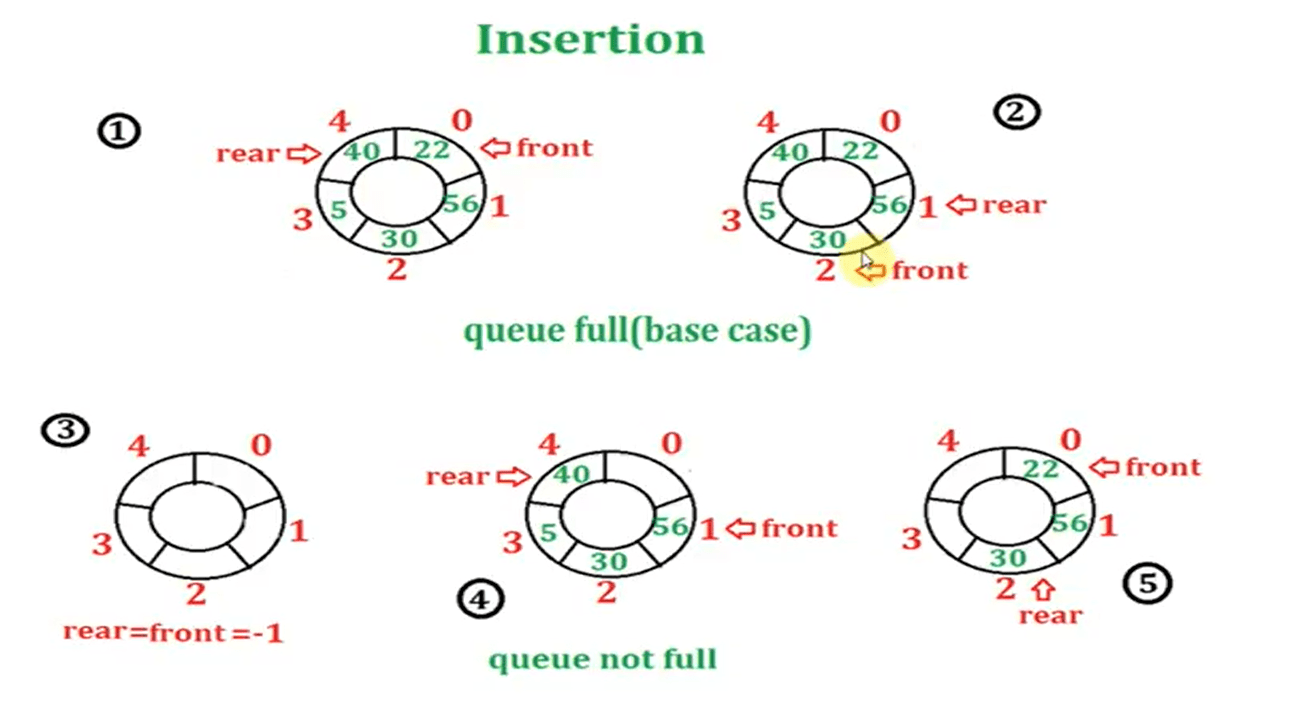 Insertion
1
4 0
rear 40 22 front
3 5 56 1
30
2
2
4 0
40 22
3 5 56 1 rear
30
2 front
queue full(base case)
3
4 0
3 1
2
rear=front=-1
4 0
rear 40
3 5 56 1 front
30
4 2
4 0
22 front
3 56 1
30
2
rear
5
queue not full